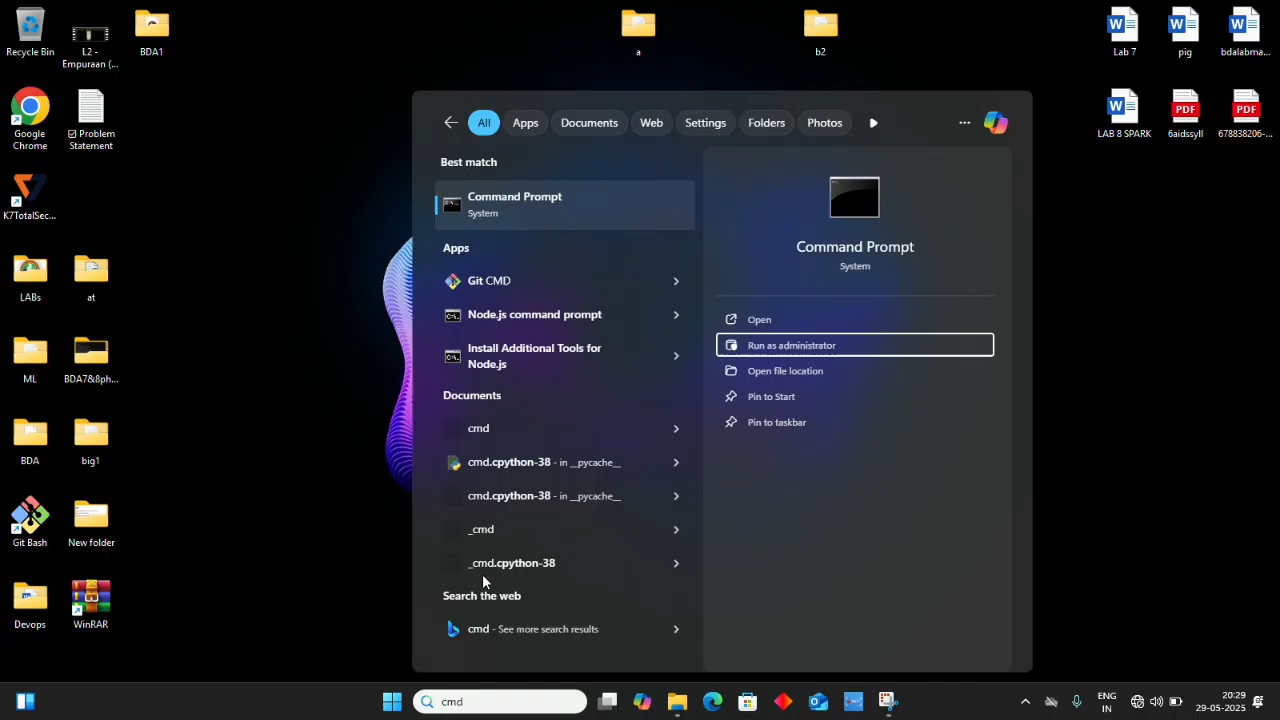 Recycle Bin
L2 -
Empuraan (...
BDA1
a
b2
Lab 7
pig
bdalabma...
Google
Chrome
Problem
Statement
LAB 8 SPARK
6aidssyll
678838206-...
K7TotalSec...
LABs
at
ML
BDA7&8ph...
BDA
big1
Git Bash
New folder
Devops
WinRAR
All
Apps
Documents
Web
Settings
Folders
Photos
Best match
Command Prompt
System
Apps
Git CMD
Node.js command prompt
Install Additional Tools for
Node.js
Documents
cmd
cmd.cpython-38 - in __pycache__
cmd.cpython-38 - in __pycache__
_cmd
_cmd.cpython-38
Search the web
cmd - See more search results
Command Prompt
System
Open
Run as administrator
Open file location
Pin to Start
Pin to taskbar
cmd
ENG
IN
20:29
29-05-2025